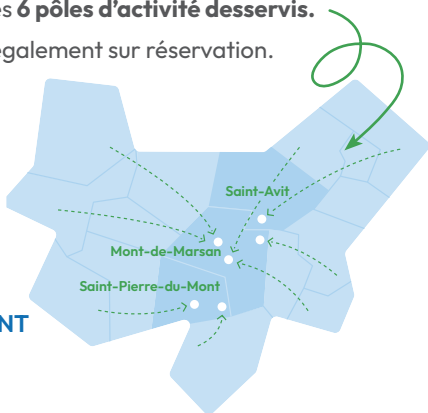 es 6 pôles d'activité desservis.
également sur réservation.
Saint-Avit
Mont-de-Marsan
Saint-Pierre-du-Mont
NT